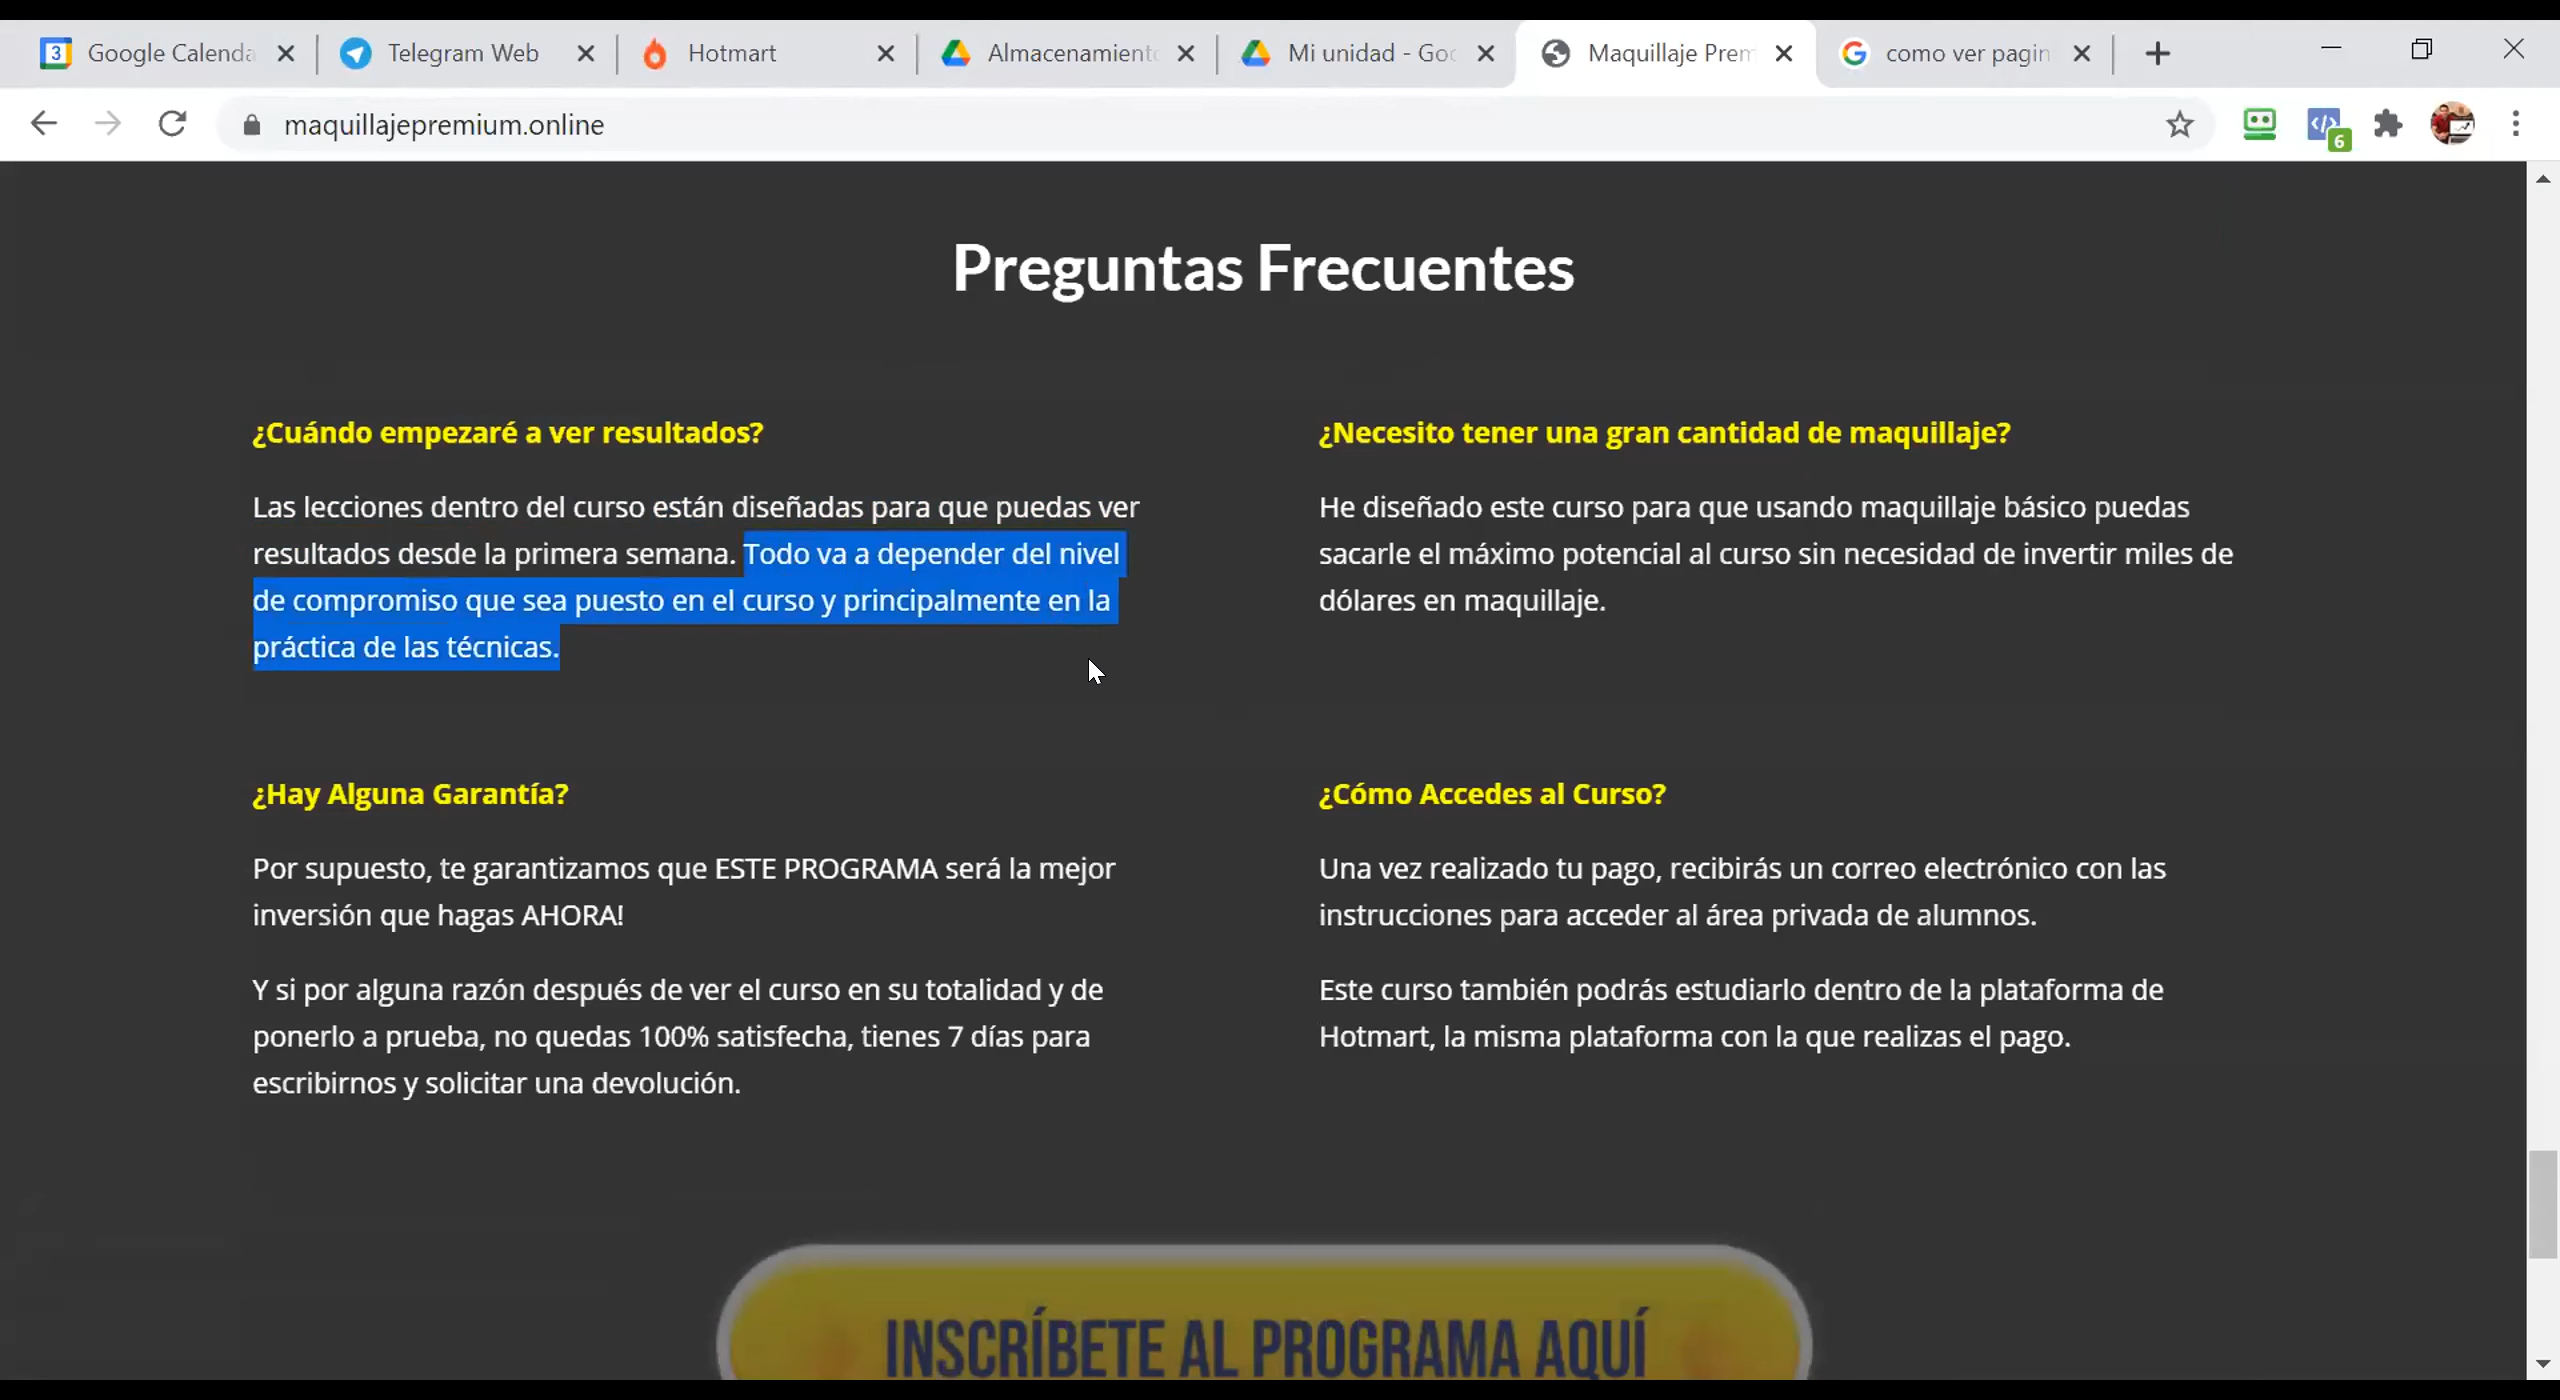 3 Google Calenda
Telegram Web
Hotmart
Almacenamient
Mi unidad - Goo
Maquillaje Prem
como ver pagin
maquillajepremium.online
6
Preguntas Frecuentes
¿Cuándo empezaré a ver resultados?
Las lecciones dentro del curso están diseñadas para que puedas ver
resultados desde la primera semana. Todo va a depender del nivel
de compromiso que sea puesto en el curso y principalmente en la
práctica de las técnicas.
¿Necesito tener una gran cantidad de maquillaje?
He diseñado este curso para que usando maquillaje básico puedas
sacarle el máximo potencial al curso sin necesidad de invertir miles de
dólares en maquillaje.
¿Hay Alguna Garantía?
Por supuesto, te garantizamos que ESTE PROGRAMA será la mejor
inversión que hagas AHORA!
Y si por alguna razón después de ver el curso en su totalidad y de
ponerlo a prueba, no quedas 100% satisfecha, tienes 7 días para
escribirnos y solicitar una devolución.
¿Cómo Accedes al Curso?
Una vez realizado tu pago, recibirás un correo electrónico con las
instrucciones para acceder al área privada de alumnos.
Este curso también podrás estudiarlo dentro de la plataforma de
Hotmart, la misma plataforma con la que realizas el pago.
INSCRÍBETE AL PROGRAMA AQUÍ